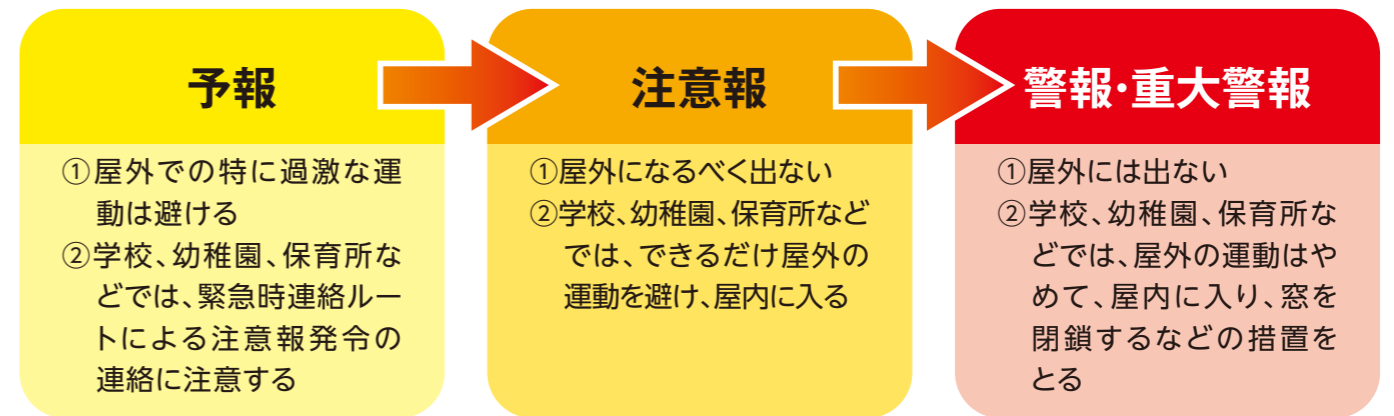 予報
①屋外での特に過激な運
動は避ける
②学校、幼稚園、保育所な
どでは、緊急時連絡ルー
トによる注意報発令の
連絡に注意する
注意報
①屋外になるべく出ない
②学校、幼稚園、保育所など
では、できるだけ屋外の
運動を避け、屋内に入る
警報・重大警報
①屋外には出ない
②学校、幼稚園、保育所な
どでは、屋外の運動はや
めて、屋内に入り、窓を
閉鎖するなどの措置を
とる